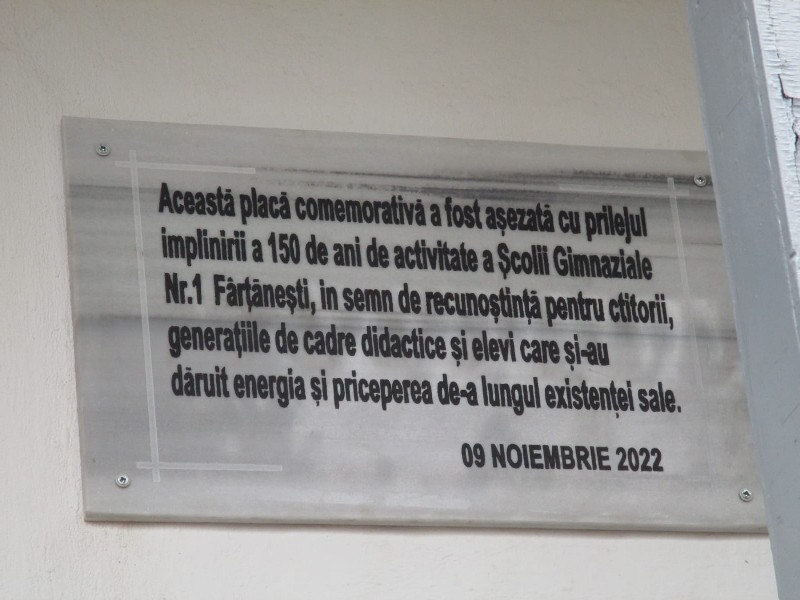 Această placă comemorativă a fost așezată cu prilejul
implinirii a 150 de ani de activitate a Școlii Gimnaziale
Nr.1 Fârțănești, in semn de recunoștință pentru ctitorii,
generațiile de cadre didactice și elevi care și-au
dăruit energia și priceperea de-a lungul existenței sale.
09 NOIEMBRIE 2022